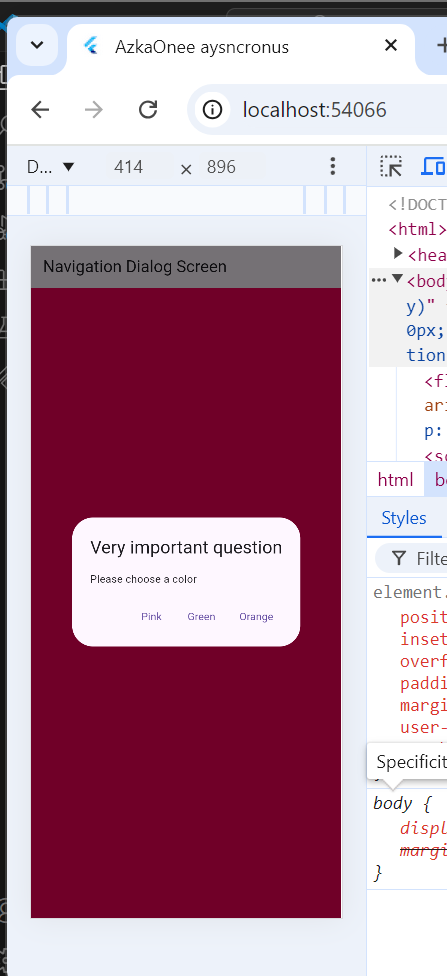 AzkaOnee aysncronus
localhost:54066
D... 414 × 896
<!DOCT
<html>
<hea
Navigation Dialog Screen
<body
y)"
0px;
tion
<fl
ari
p:
<sc
html
Styles
Very important question
Filte
Please choose a color
element.
Pink Green Orange
posit
inset
overf
paddi
margi
user-
Specificit
body {
displ
margi
}